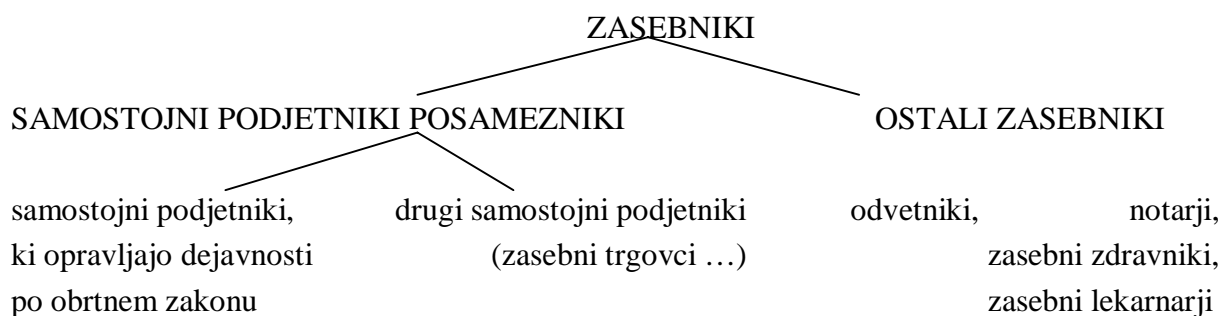 ZASEBNIKI
SAMOSTOJNI PODJETNIKI POSAMEZNIKI OSTALI ZASEBNIKI
samostojni podjetniki, drugi samostojni podjetniki odvetniki, notarji,
ki opravljajo dejavnosti (zasebni trgovci …) zasebni zdravniki,
po obrtnem zakonu zasebni lekarnarji